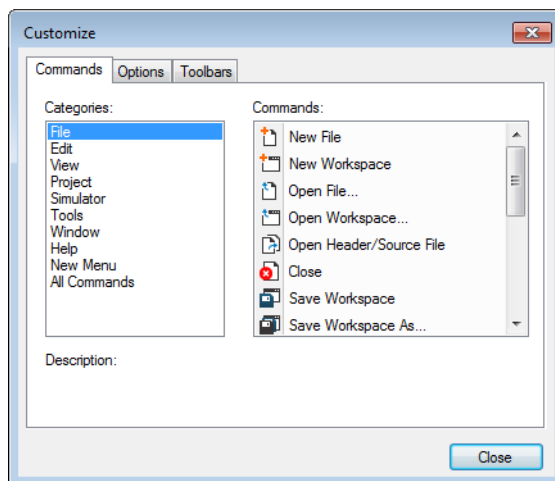 Customize
Commands
Options
Toolbars
Categories:
File
Edit
View
Project
Simulator
Tools
Window
Help
New Menu
All Commands
Commands:
New File
New Workspace
Open File...
Open Workspace...
Open Header/Source File
Close
Save Workspace
Save Workspace As...
Description:
Close